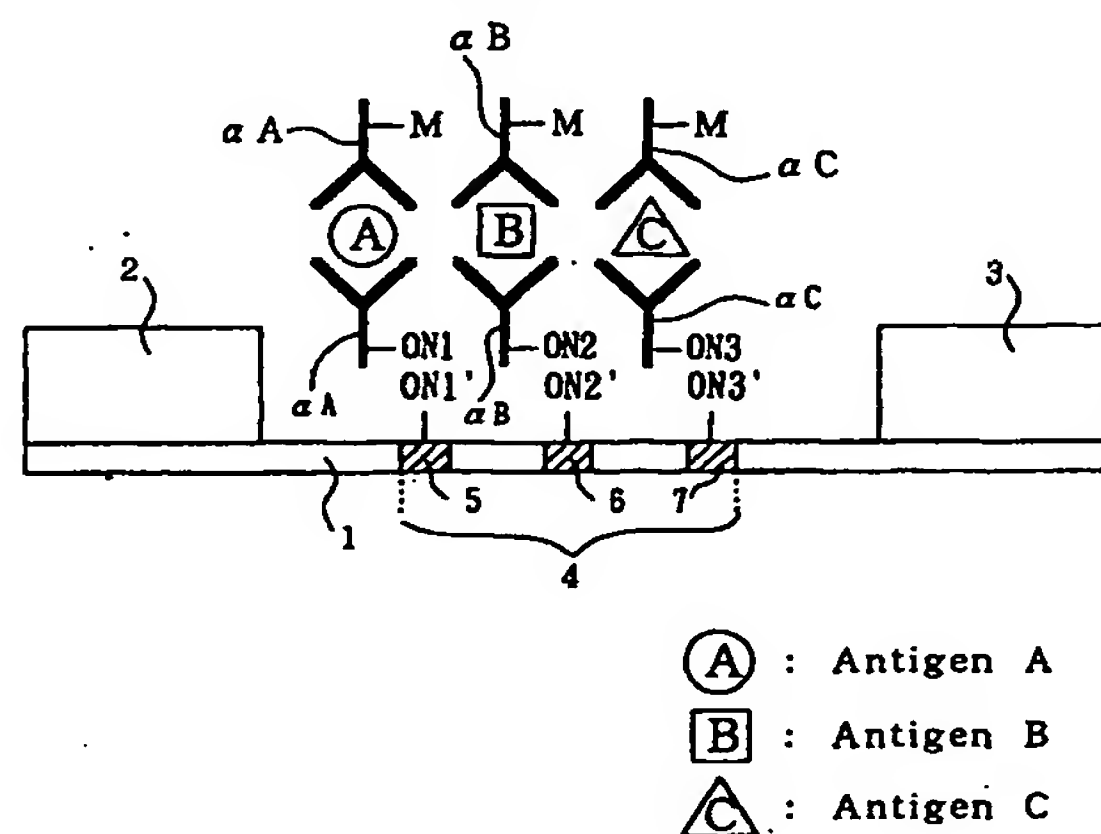 α B
α A M M M
α C
A B C
2 3
α C
ON1 ON2 ON3
ON1' ON2' ON3'
α A α B
5 6 7
1
4
A : Antigen A
B : Antigen B
C : Antigen C